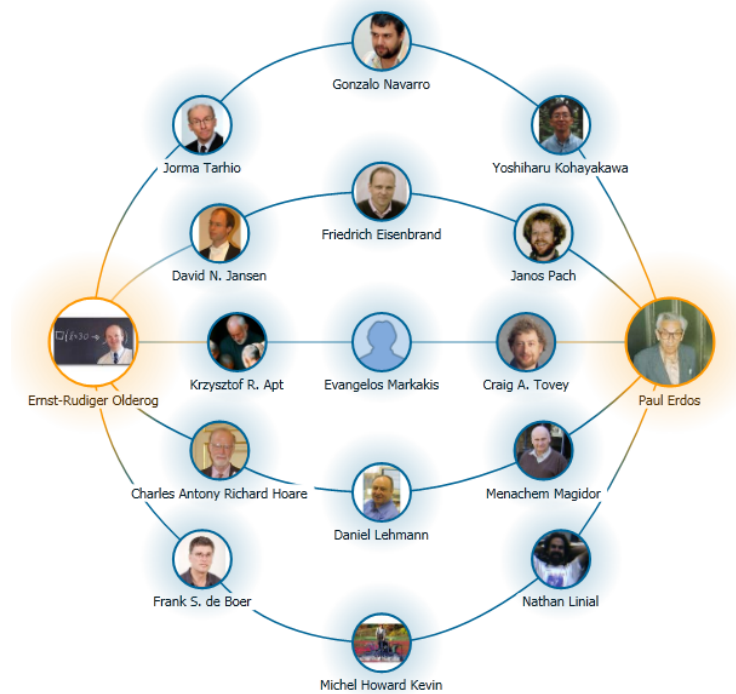 Gonzalo Navarro
Jorma Tarhio
Yoshiharu Kohayakawa
Friedrich Eisenbrand
David N. Jansen
Janos Pach
Ernst-Rudiger Olderog
Krzysztof R. Apt
Evangelos Markakis
Craig A. Tovey
Paul Erdos
Charles Antony Richard Hoare
Menachem Magidor
Daniel Lehmann
Frank S. de Boer
Nathan Linial
Michel Howard Kevin